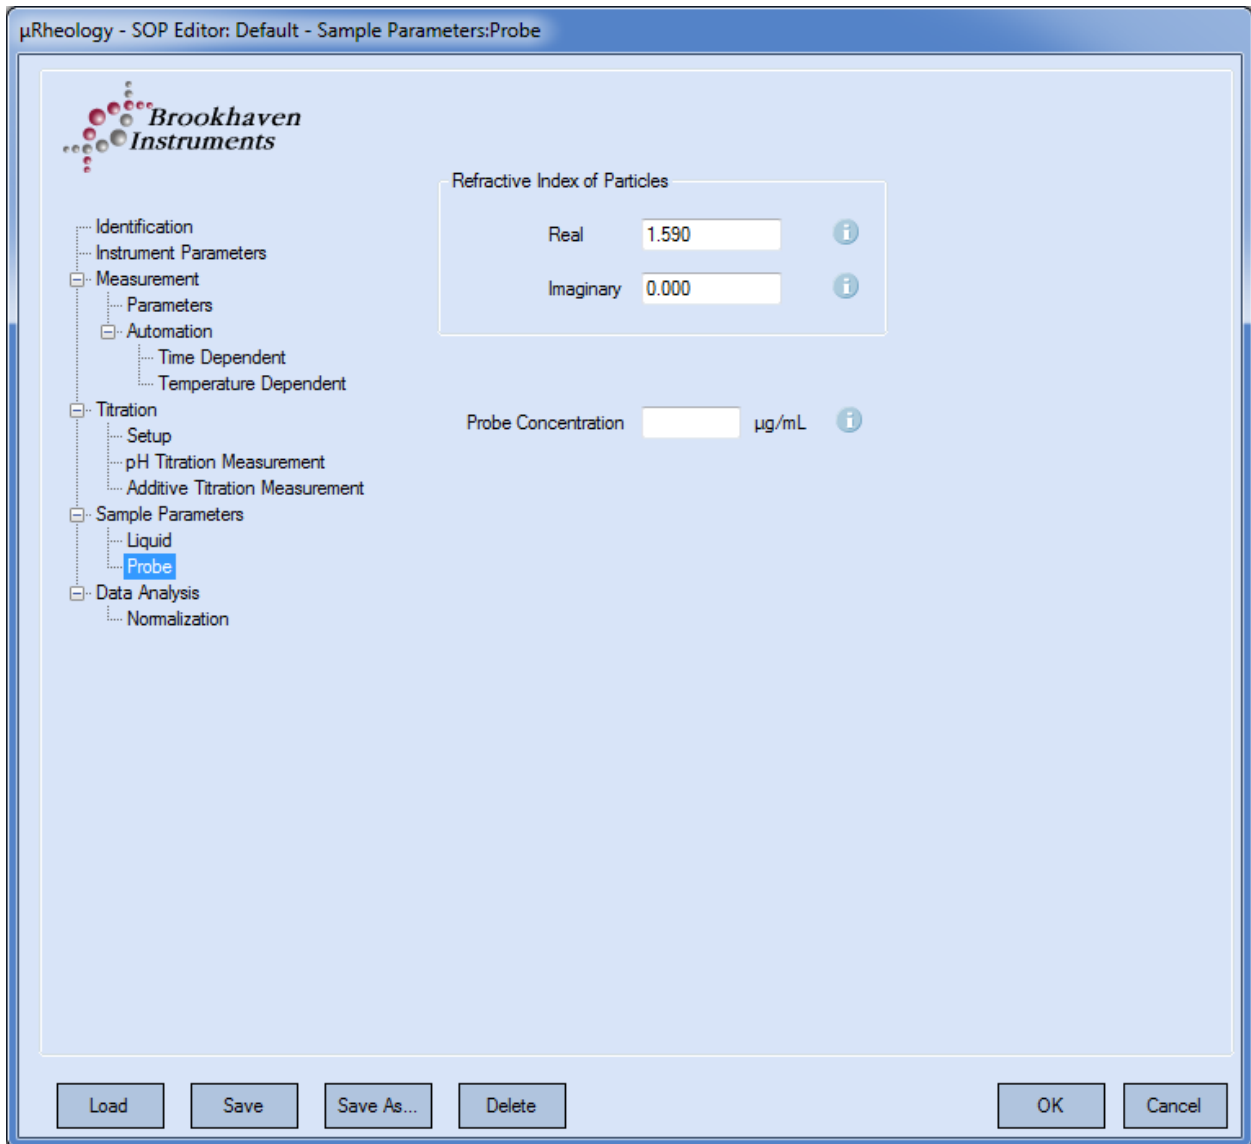 µRheology - SOP Editor: Default - Sample Parameters:Probe
Brookhaven
Instruments
Identification
Instrument Parameters
Measurement
Parameters
Automation
Time Dependent
Temperature Dependent
Titration
Setup
pH Titration Measurement
Additive Titration Measurement
Sample Parameters
Liquid
Probe
Data Analysis
Normalization
Refractive Index of Particles
Real 1.590
Imaginary 0.000
Probe Concentration µg/mL
Load Save Save As... Delete OK Cancel